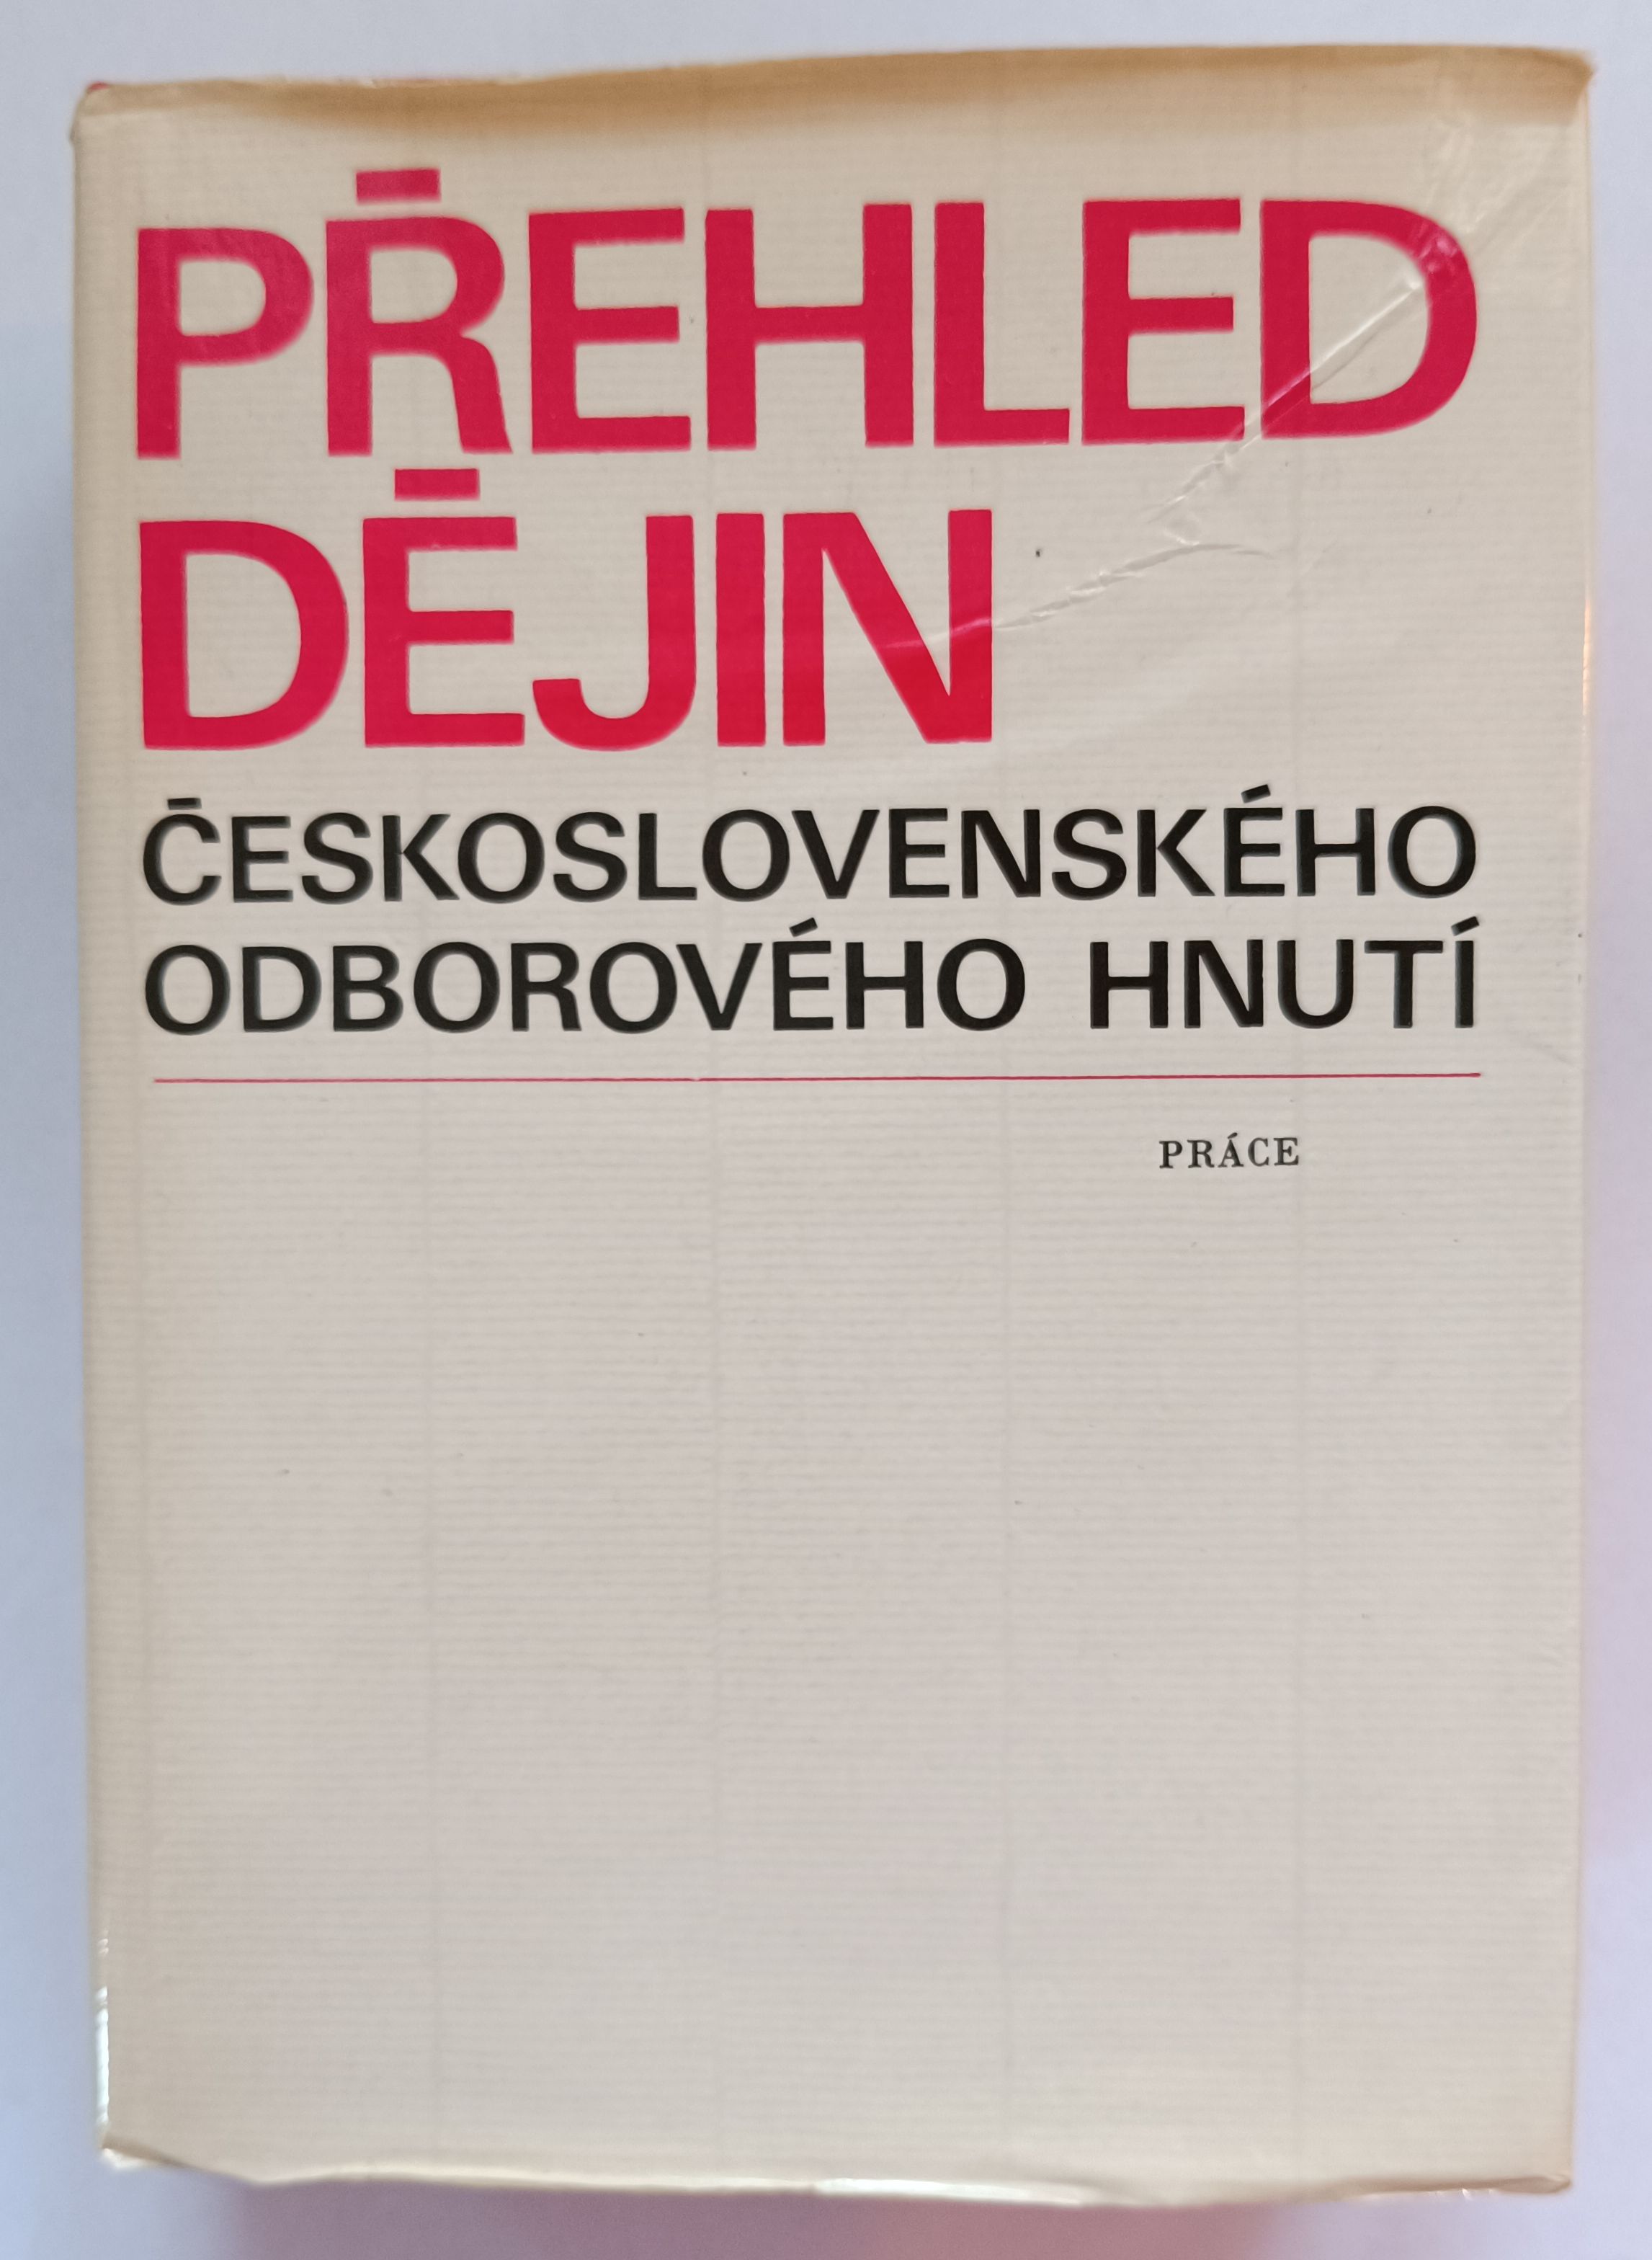 PŘEHLED
DĚJIN
ČESKOSLOVENSKÉHO
ODBOROVÉHO HNUTÍ
PRÁCE